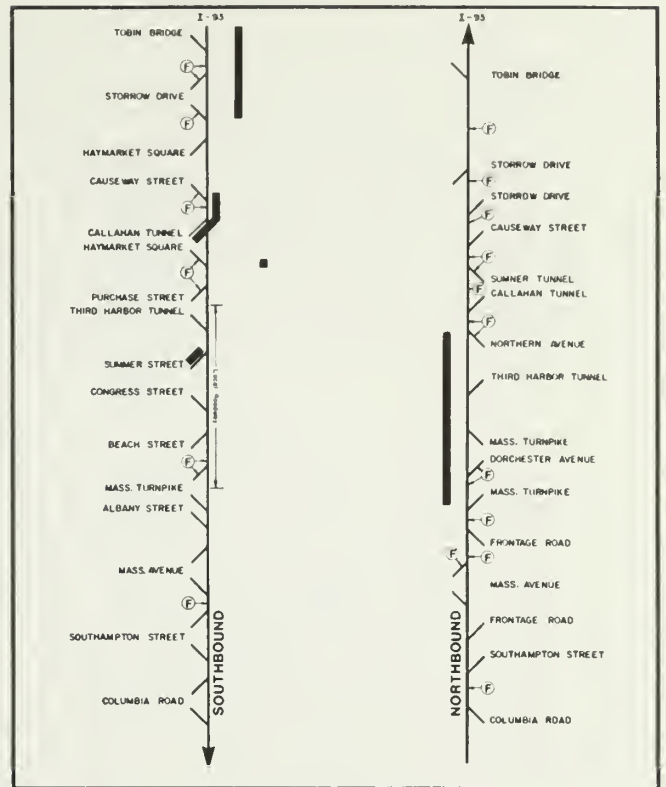 I-93
TOBIN BRIDGE
F
STORROW DRIVE
F
HAYMARKET SQUARE
CAUSEWAY STREET
F
CALLAHAN TUNNEL
HAYMARKET SQUARE
F
PURCHASE STREET
THIRD HARBOR TUNNEL
SUMMER STREET
CONGRESS STREET
BEACH STREET
F
MASS. TURNPIKE
ALBANY STREET
MASS. AVENUE
F
SOUTHAMPTON STREET
COLUMBIA ROAD
SOUTHBOUND
I-93
TOBIN BRIDGE
F
STORROW DRIVE
F
STORROW DRIVE
F
CAUSEWAY STREET
F
SUMNER TUNNEL
F
CALLAHAN TUNNEL
F
NORTHERN AVENUE
THIRD HARBOR TUNNEL
MASS. TURNPIKE
DORCHESTER AVENUE
F
MASS. TURNPIKE
F
FRONTAGE ROAD
F
F
MASS. AVENUE
FRONTAGE ROAD
SOUTHAMPTON STREET
F
COLUMBIA ROAD
NORTHBOUND